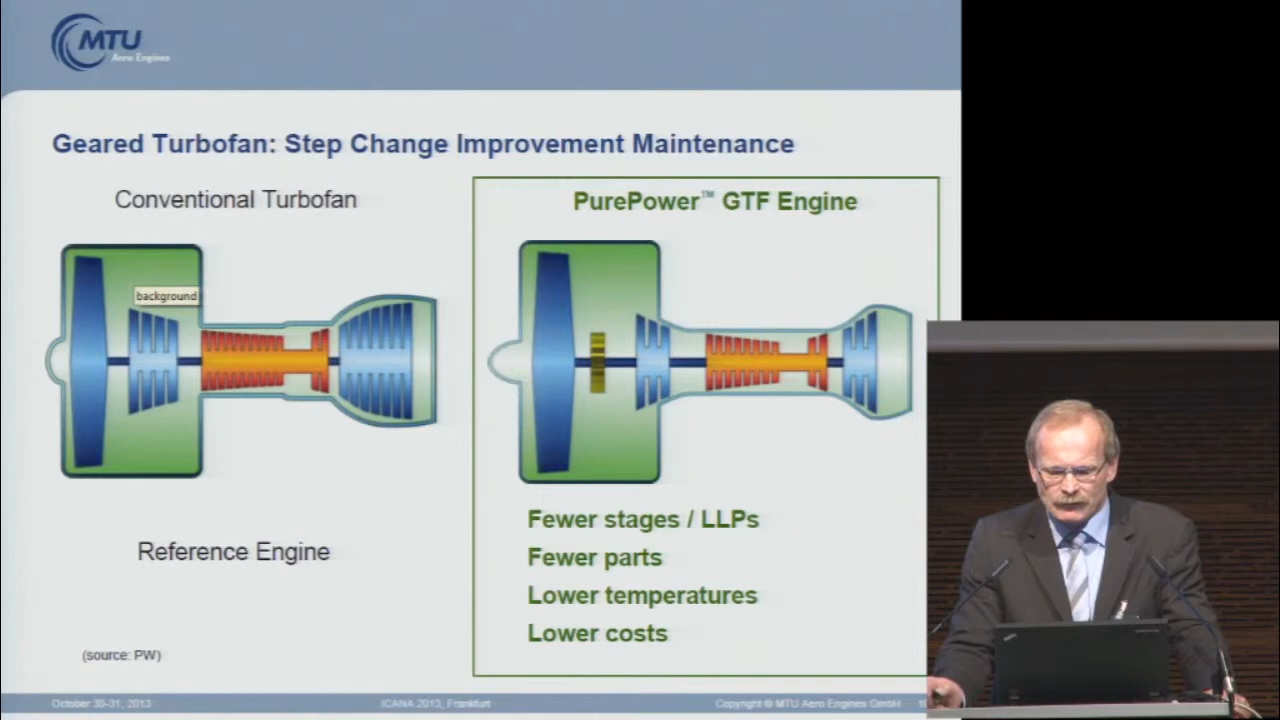 MTU
Aero Engines
Geared Turbofan: Step Change Improvement Maintenance
Conventional Turbofan
PurePower™ GTF Engine
background
Fewer stages / LLPs
Reference Engine
Fewer parts
Lower temperatures
Lower costs
(source: PW)
October 30-31, 2013
ICANA 2013, Frankfurt
Copyright © MTU Aero Engines GmbH